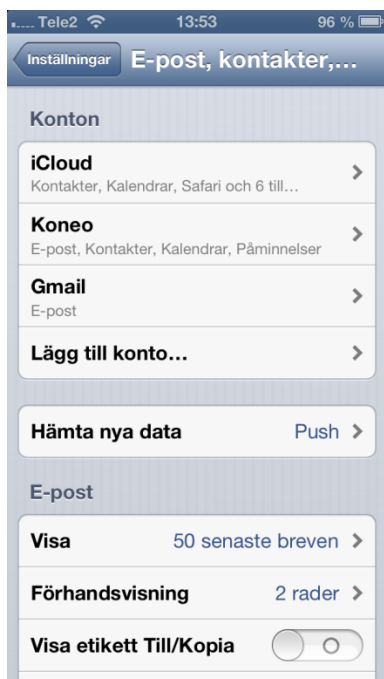 Tele2 13:53 96 %
Inställningar E-post, kontakter,...
Konton
iCloud
Kontakter, Kalendrar, Safari och 6 till...
Koneo
E-post, Kontakter, Kalendrar, Påminnelser
Gmail
E-post
Lägg till konto...
Hämta nya data Push
E-post
Visa 50 senaste breven
Förhandsvisning 2 rader
Visa etikett Till/Kopia